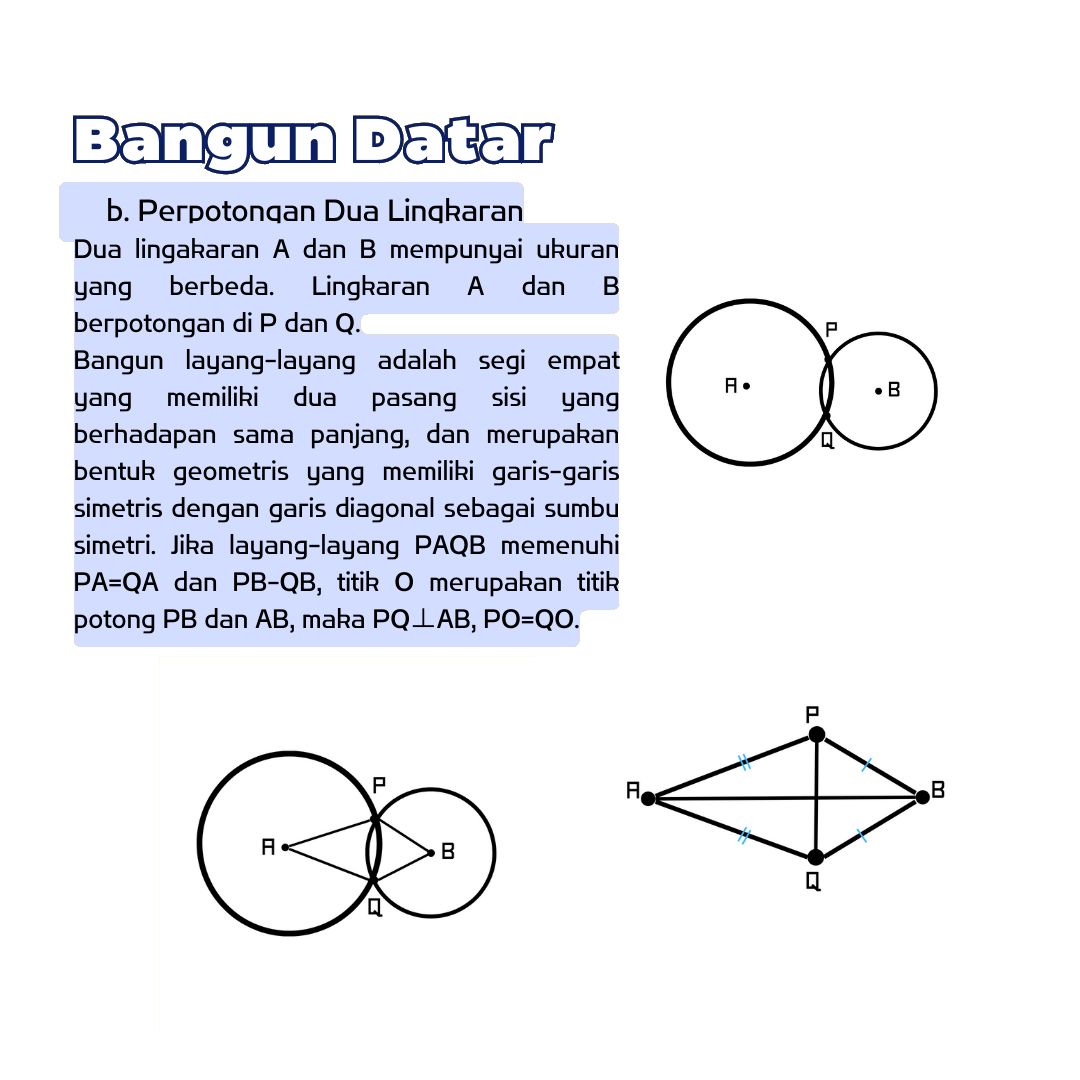 Bangun Datar
b. Perpotongan Dua Lingkaran
Dua lingakaran A dan B mempunyai ukuran
yang berbeda. Lingkaran A dan B
berpotongan di P dan Q.
Bangun layang-layang adalah segi empat
yang memiliki dua pasang sisi yang
berhadapan sama panjang, dan merupakan
bentuk geometris yang memiliki garis-garis
simetris dengan garis diagonal sebagai sumbu
simetri. Jika layang-layang PAQB memenuhi
PA=QA dan PB-QB, titik O merupakan titik
potong PB dan AB, maka PQ⊥AB, PO=QO.
P
A
B
Q
P
A
B
Q
P
A
B
Q